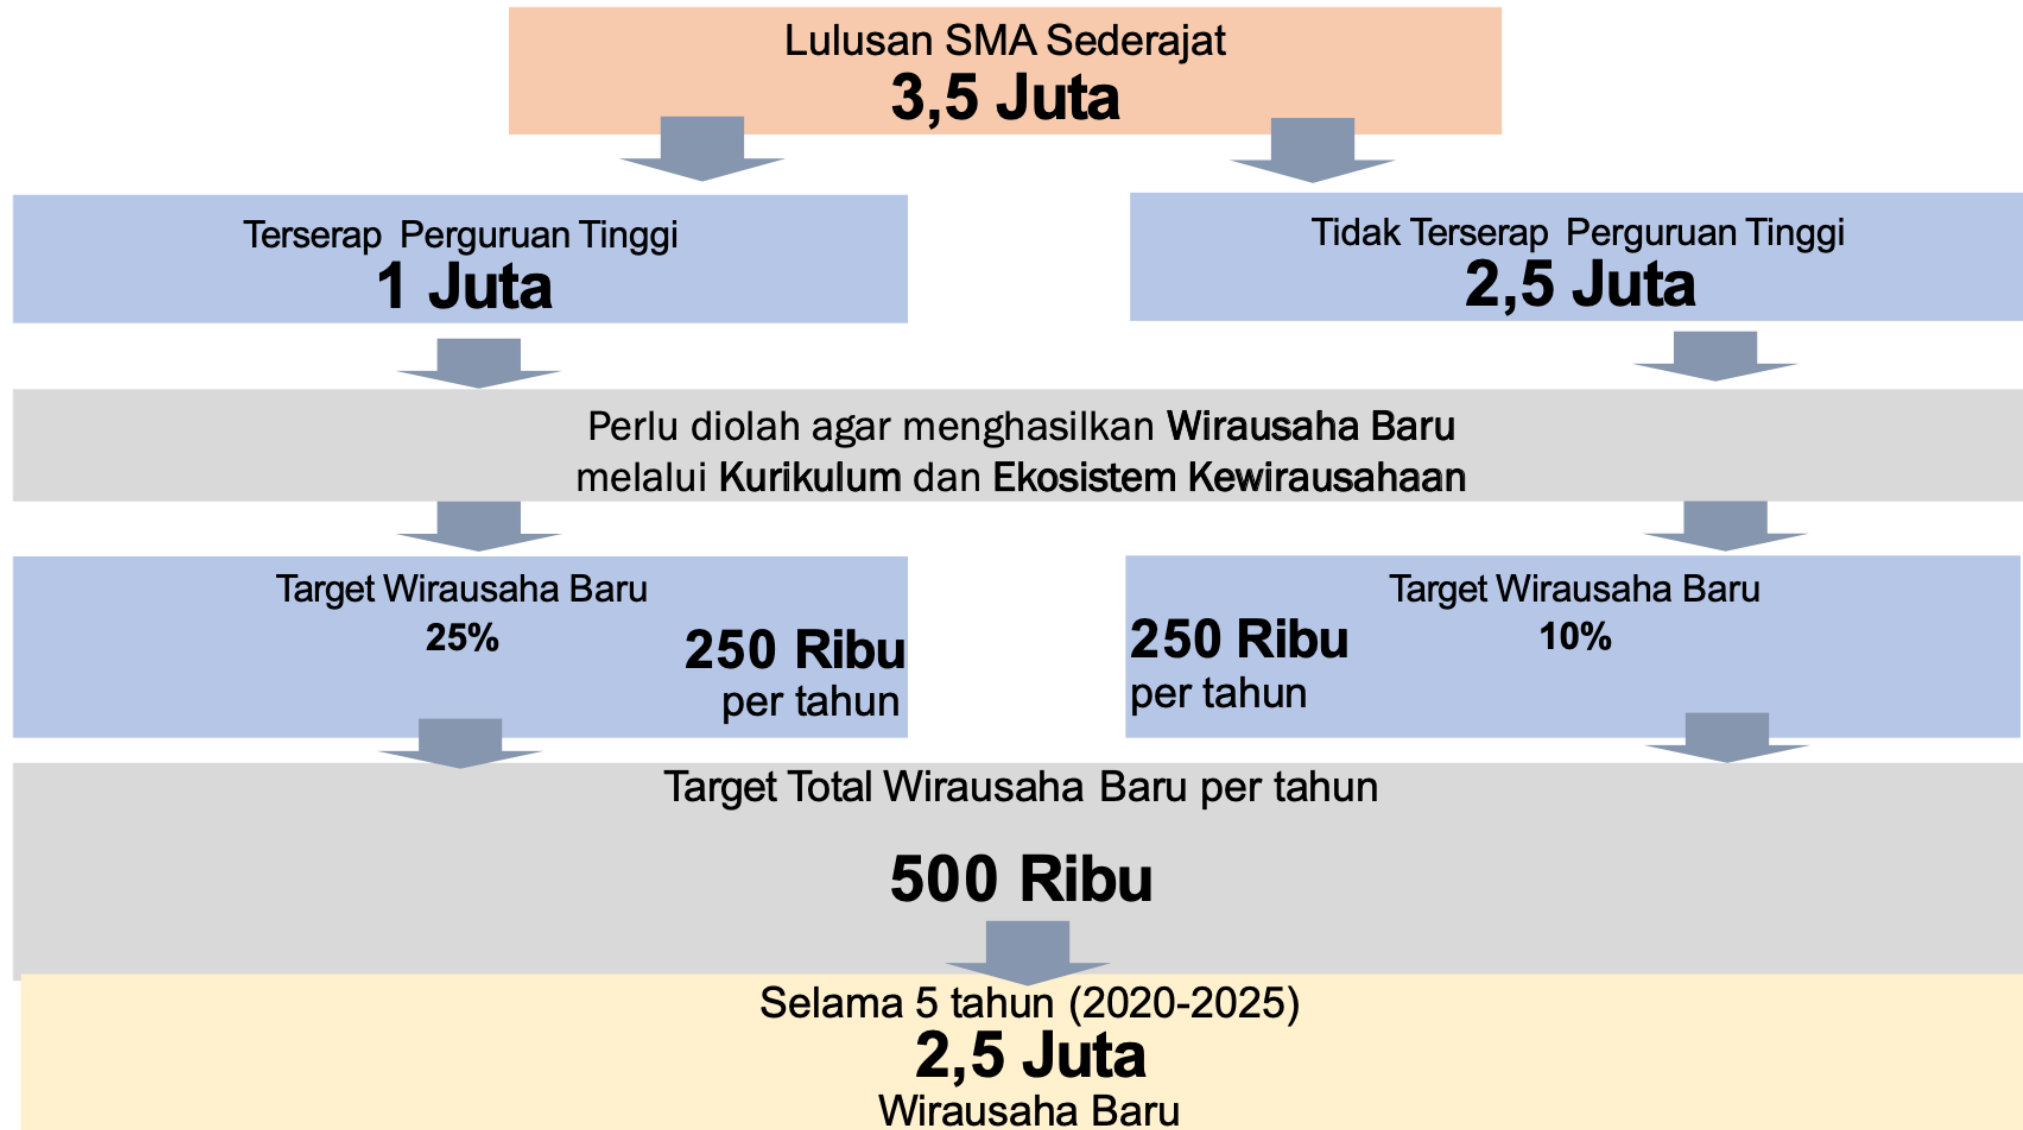 Lulusan SMA Sederajat
3,5 Juta
Terserap Perguruan Tinggi
1 Juta
Tidak Terserap Perguruan Tinggi
2,5 Juta
Perlu diolah agar menghasilkan Wirausaha Baru
melalui Kurikulum dan Ekosistem Kewirausahaan
Target Wirausaha Baru
25%
250 Ribu
per tahun
Target Wirausaha Baru
10%
250 Ribu
per tahun
Target Total Wirausaha Baru per tahun
500 Ribu
Selama 5 tahun (2020-2025)
2,5 Juta
Wirausaha Baru